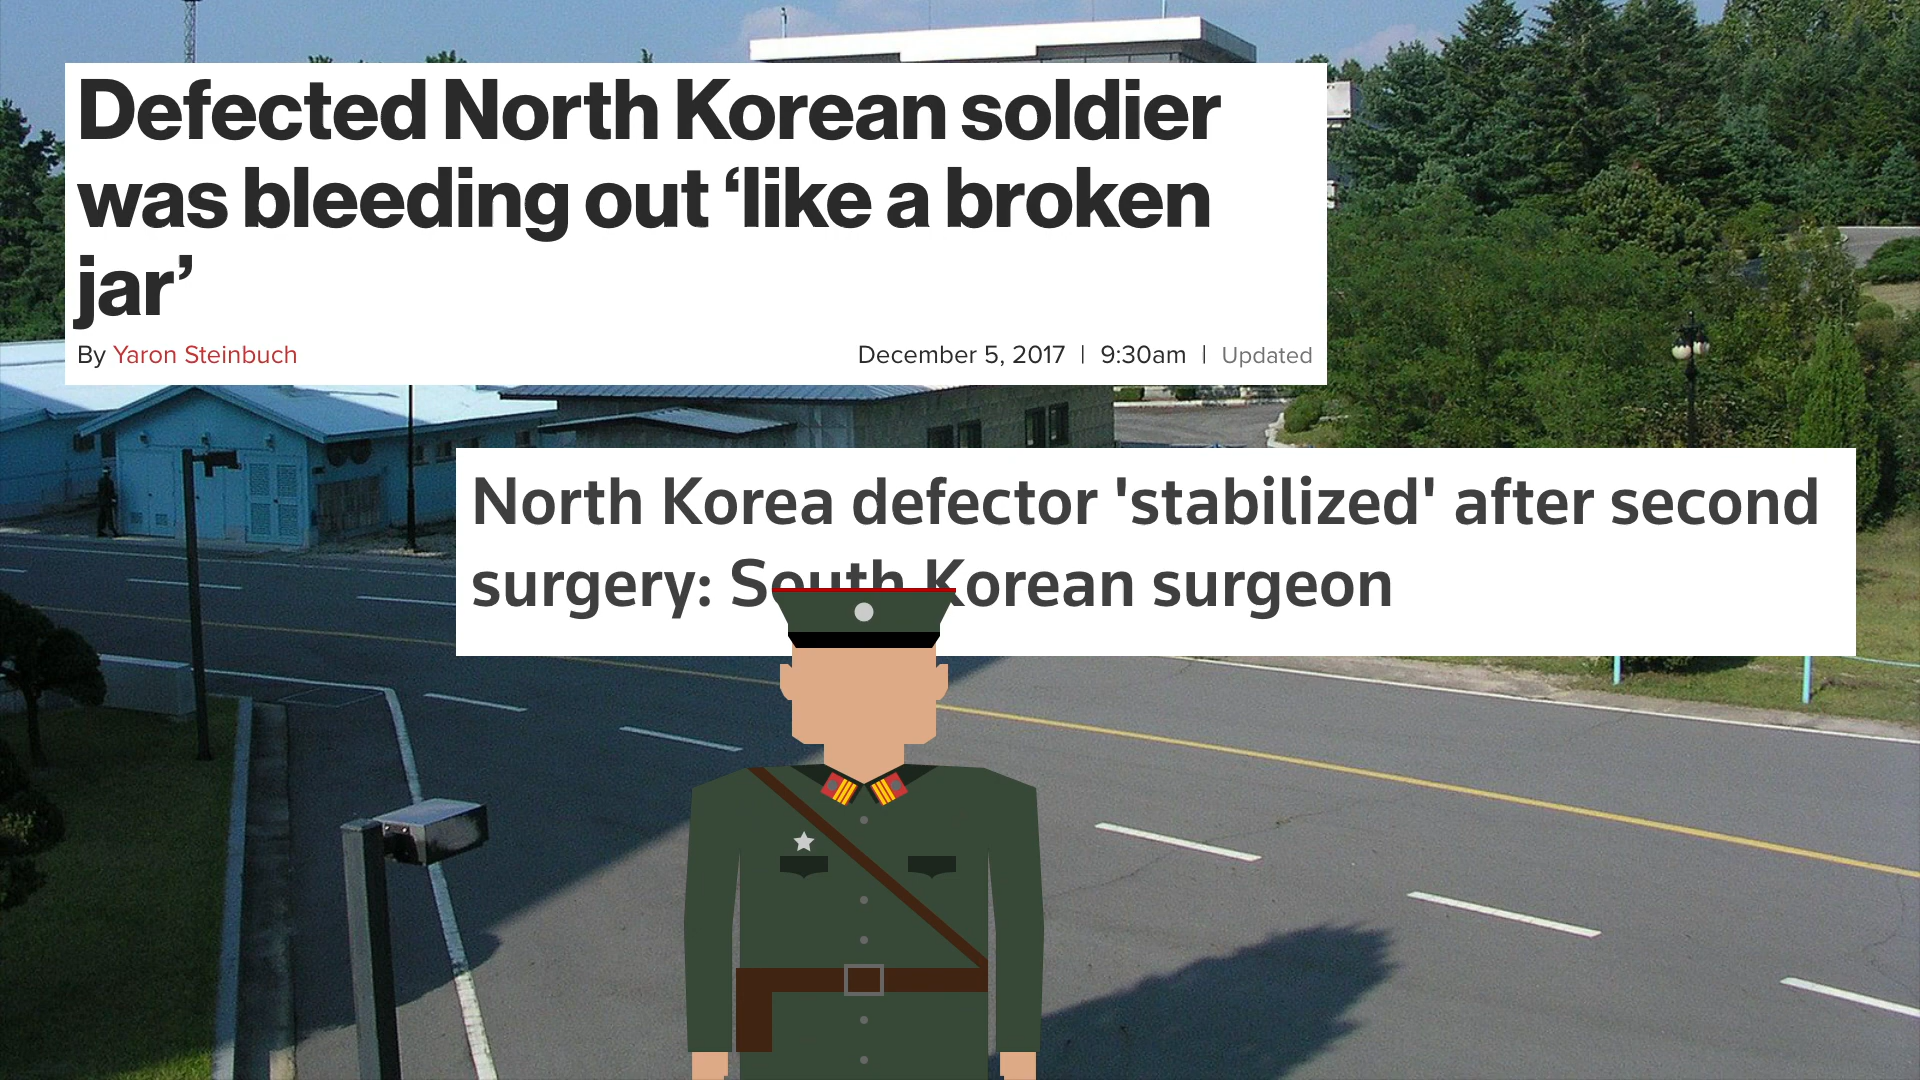 Defected North Korean soldier
was bleeding out ‘like a broken
jar’
By Yaron Steinbuch
December 5, 2017 | 9:30am | Updated
North Korea defector 'stabilized' after second
surgery: South Korean surgeon